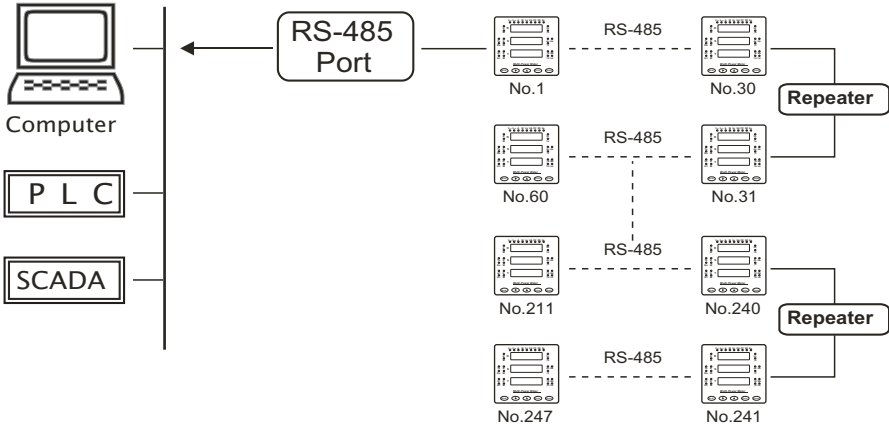 Computer
P L C
SCADA
RS-485
Port
RS-485
No.1
No.30
Repeater
RS-485
No.60
No.31
RS-485
No.211
No.240
Repeater
RS-485
No.247
No.241